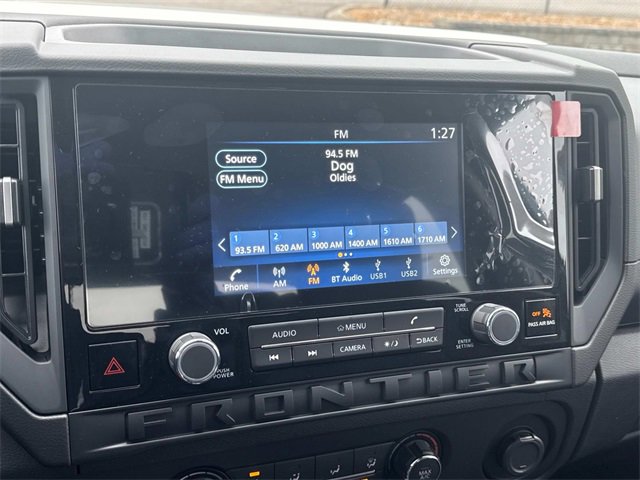 FM 1:27
Source
FM Menu
94.5 FM
Dog
Oldies
1 2 3 4 5 6
93.5 FM 620 AM 1000 AM 1400 AM 1610 AM 1710 AM
Phone AM FM BT Audio USB1 USB2 Settings
VOL
PUSH POWER
AUDIO MENU
CAMERA BACK
TUNE SCROLL
ENTER SETTING
OFF
PASS AIR BAG
FRONTIER
MAX